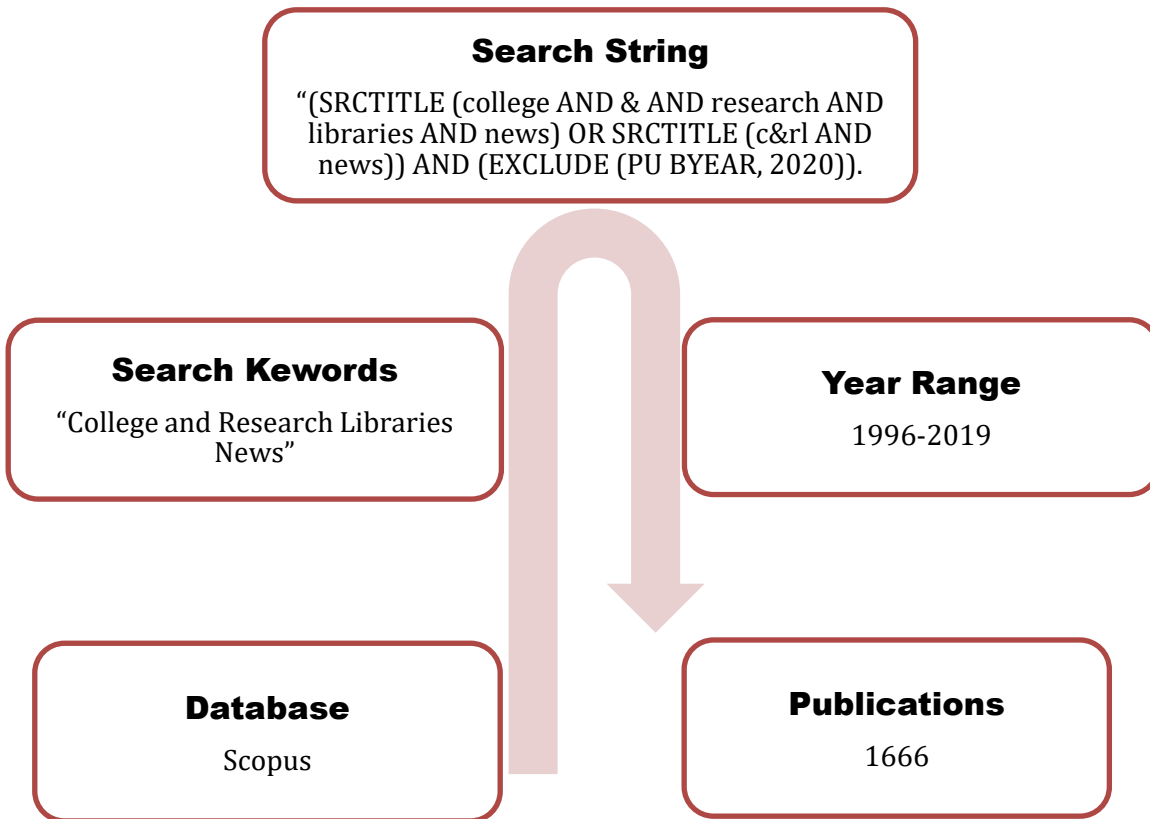 Search String
“(SRCTITLE (college AND & AND research AND
libraries AND news) OR SRCTITLE (c&rl AND
news)) AND (EXCLUDE (PU BYEAR, 2020)).
Search Kewords
“College and Research Libraries
News”
Year Range
1996-2019
Database
Scopus
Publications
1666